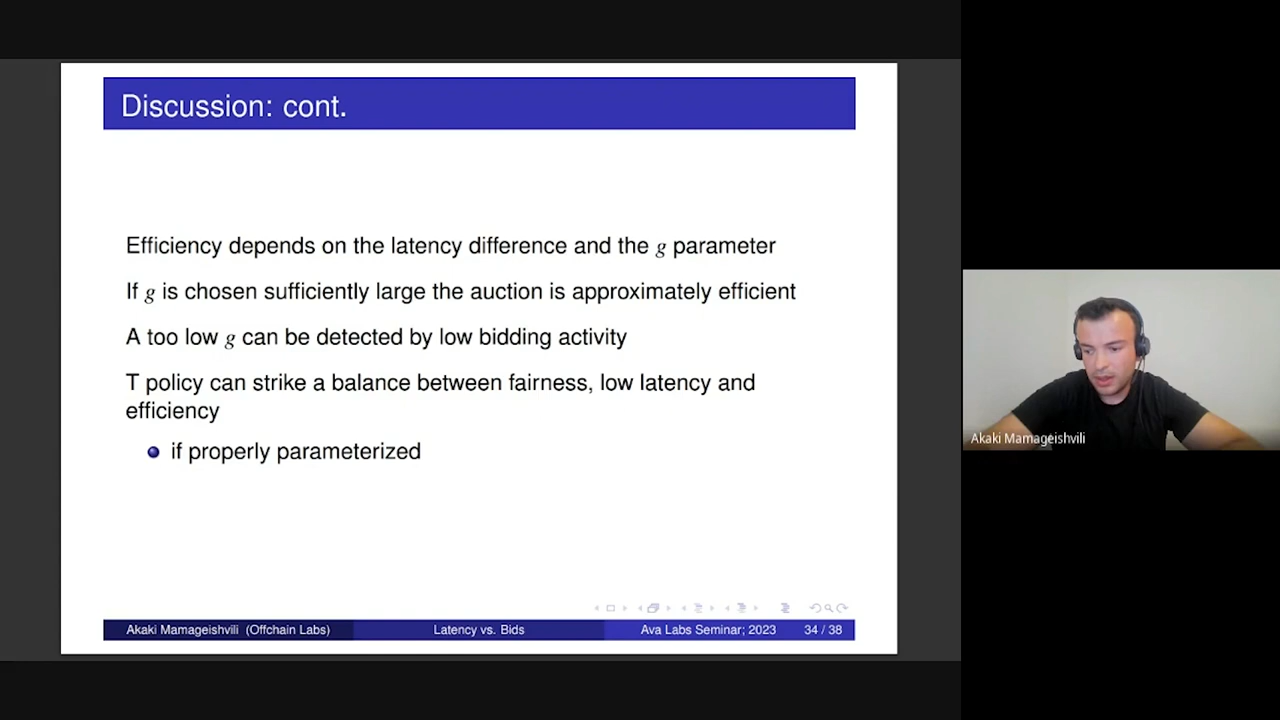 Discussion: cont.
Efficiency depends on the latency difference and the g parameter
If g is chosen sufficiently large the auction is approximately efficient
A too low g can be detected by low bidding activity
T policy can strike a balance between fairness, low latency and
efficiency
if properly parameterized
Akaki Mamageishvili (Offchain Labs) Latency vs. Bids Ava Labs Seminar; 2023 34 / 38
Akaki Mamageishvili